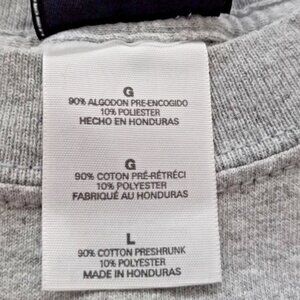 G
90% ALGODON PRE-ENCOGIDO
10% POLIESTER
HECHO EN HONDURAS
G
90% COTON PRÉ-RÉTRÉCI
10% POLYESTER
FABRIQUÉ AU HONDURAS
L
90% COTTON PRESHRUNK
10% POLYESTER
MADE IN HONDURAS